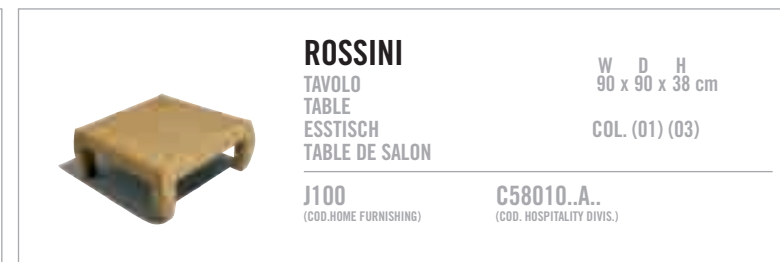 ROSSINI
TAVOLO
TABLE
ESSTISCH
TABLE DE SALON
W D H
90 x 90 x 38 cm
COL. (01) (03)
J100
(COD.HOME FURNISHING)
C58010..A..
(COD. HOSPITALITY DIVIS.)